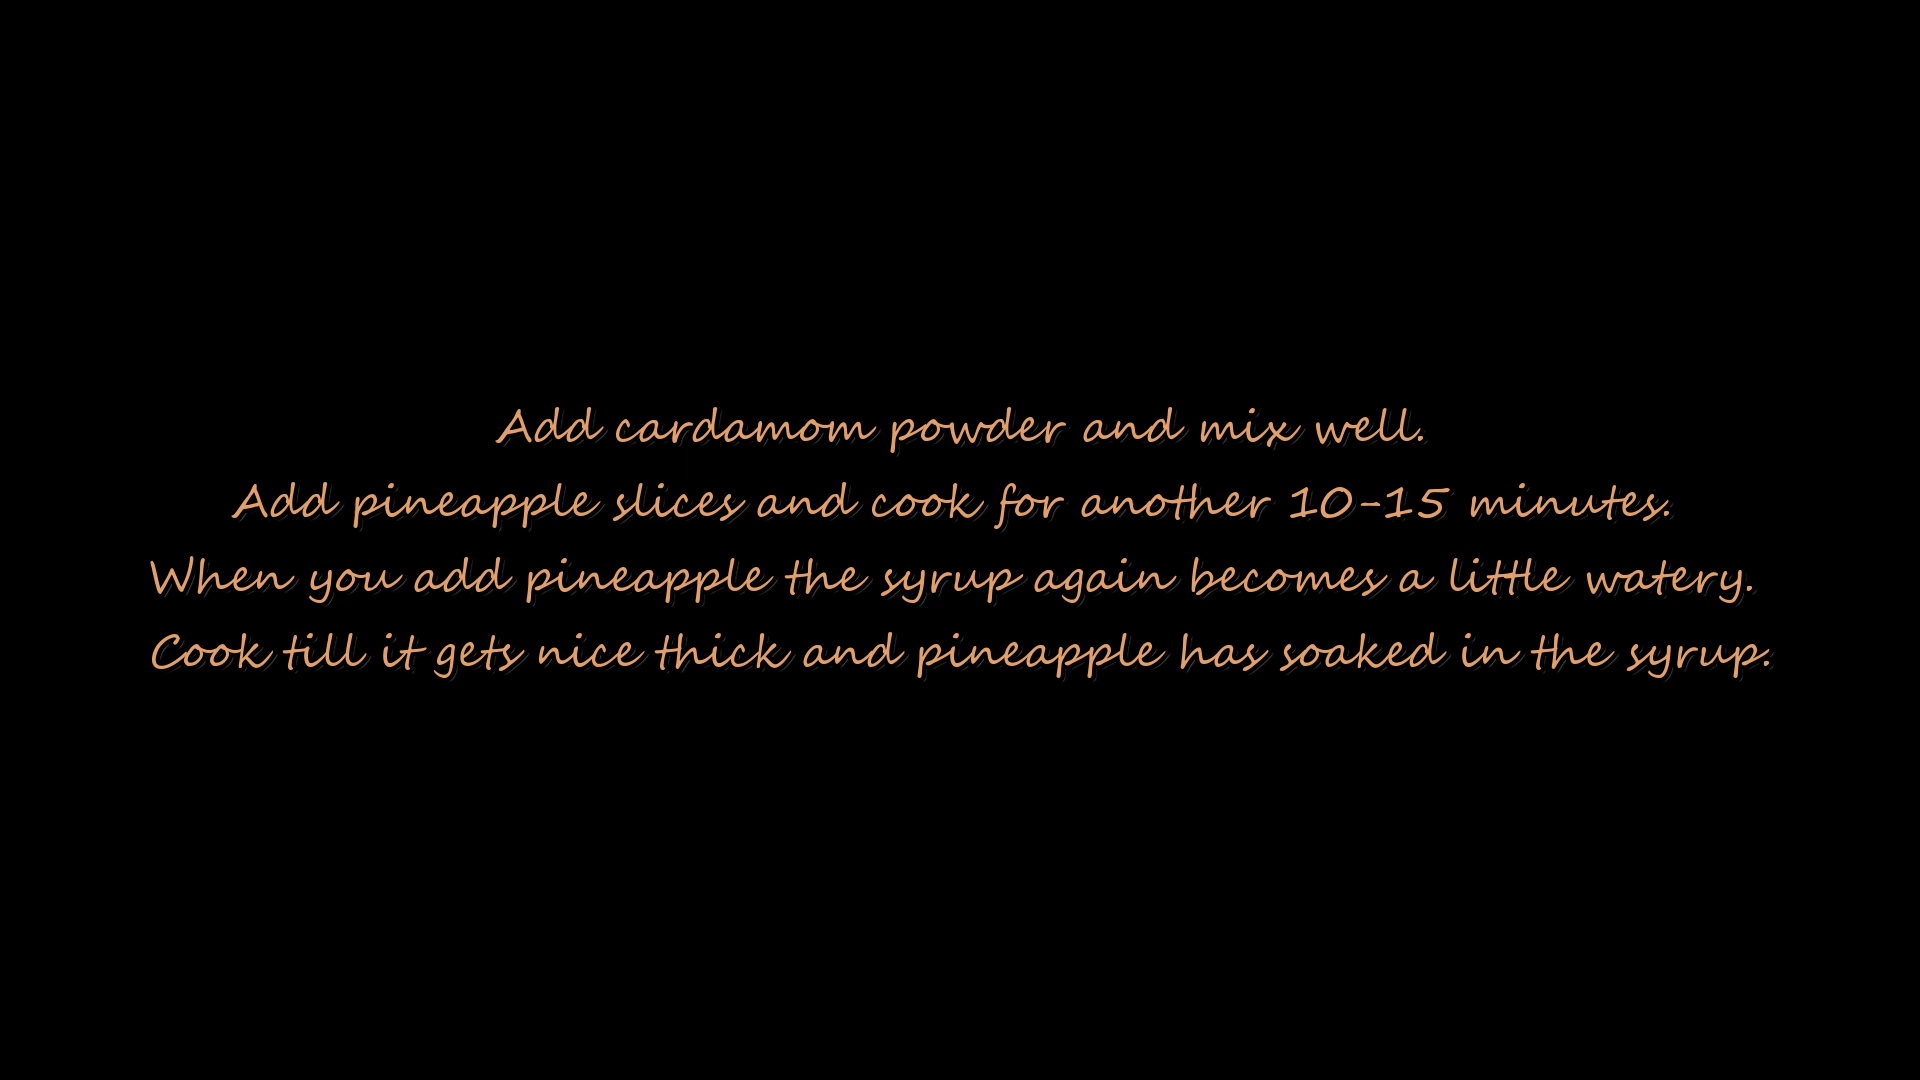 Add cardamom powder and mix well.
Add pineapple slices and cook for another 10-15 minutes.
When you add pineapple the syrup again becomes a little watery.
Cook till it gets nice thick and pineapple has soaked in the syrup.